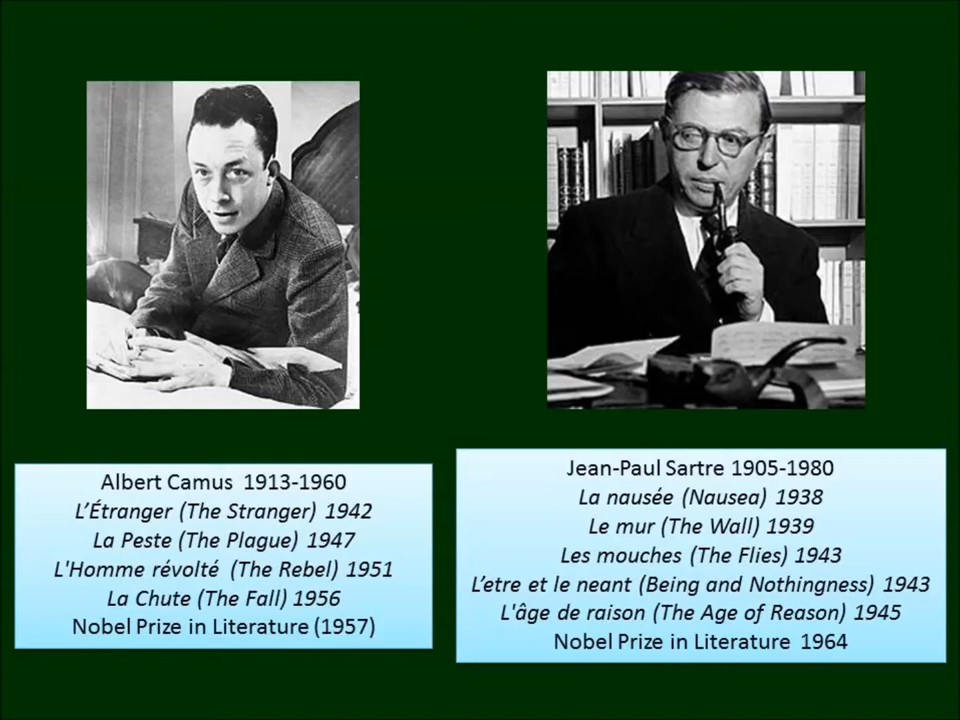 Albert Camus 1913-1960
L’Étranger (The Stranger) 1942
La Peste (The Plague) 1947
L'Homme révolté (The Rebel) 1951
La Chute (The Fall) 1956
Nobel Prize in Literature (1957)
Jean-Paul Sartre 1905-1980
La nausée (Nausea) 1938
Le mur (The Wall) 1939
Les mouches (The Flies) 1943
L’etre et le neant (Being and Nothingness) 1943
L'âge de raison (The Age of Reason) 1945
Nobel Prize in Literature 1964